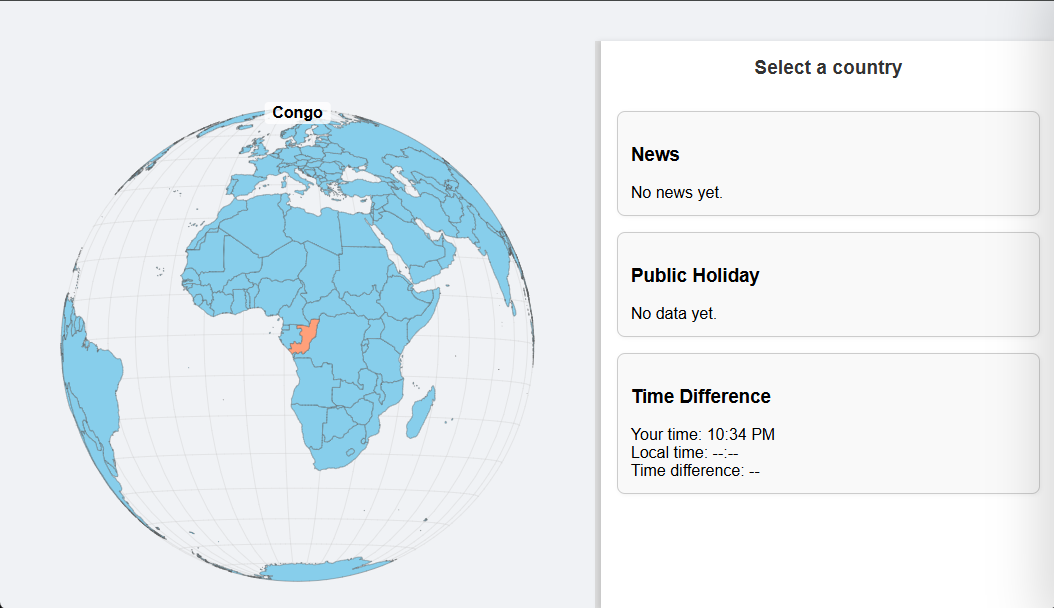 Congo
Select a country
News
No news yet.
Public Holiday
No data yet.
Time Difference
Your time: 10:34 PM
Local time: --:--
Time difference: --